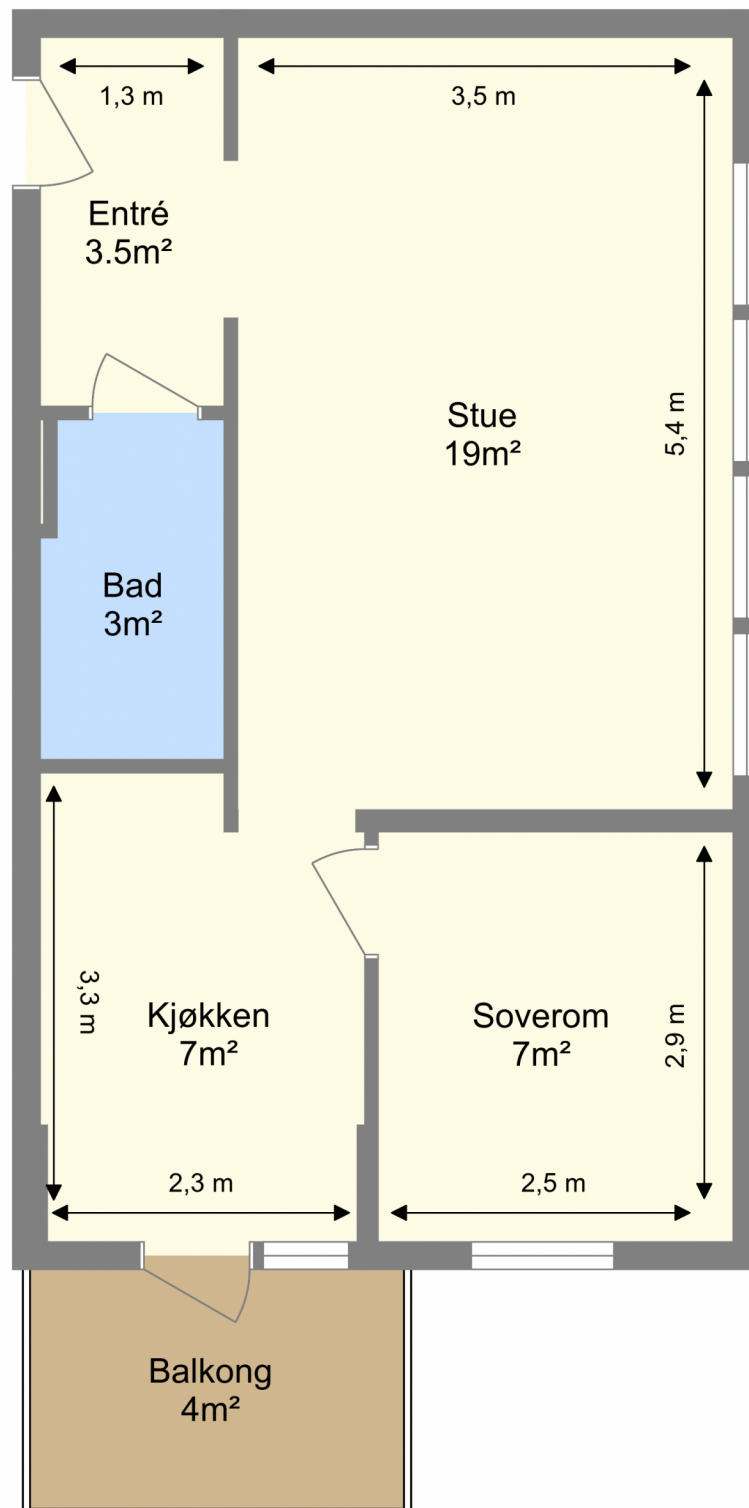 1,3 m
3,5 m
Entré
3.5m²
5,4 m
Stue
19m²
Bad
3m²
3,3 m
Kjøkken
7m²
Soverom
7m²
2,9 m
2,3 m
2,5 m
Balkong
4m²